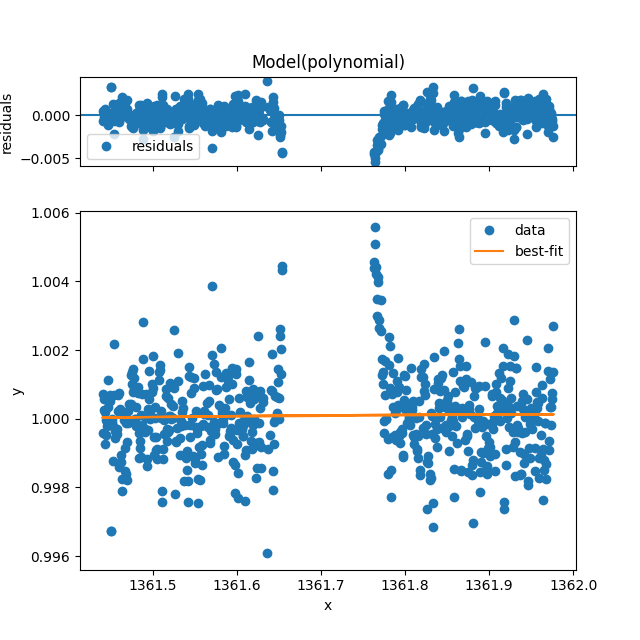 Model(polynomial)
residuals
0.000
−0.005
residuals
1.006
1.004
1.002
1.000
0.998
0.996
y
data
best-fit
1361.5
1361.6
1361.7
1361.8
1361.9
1362.0
x